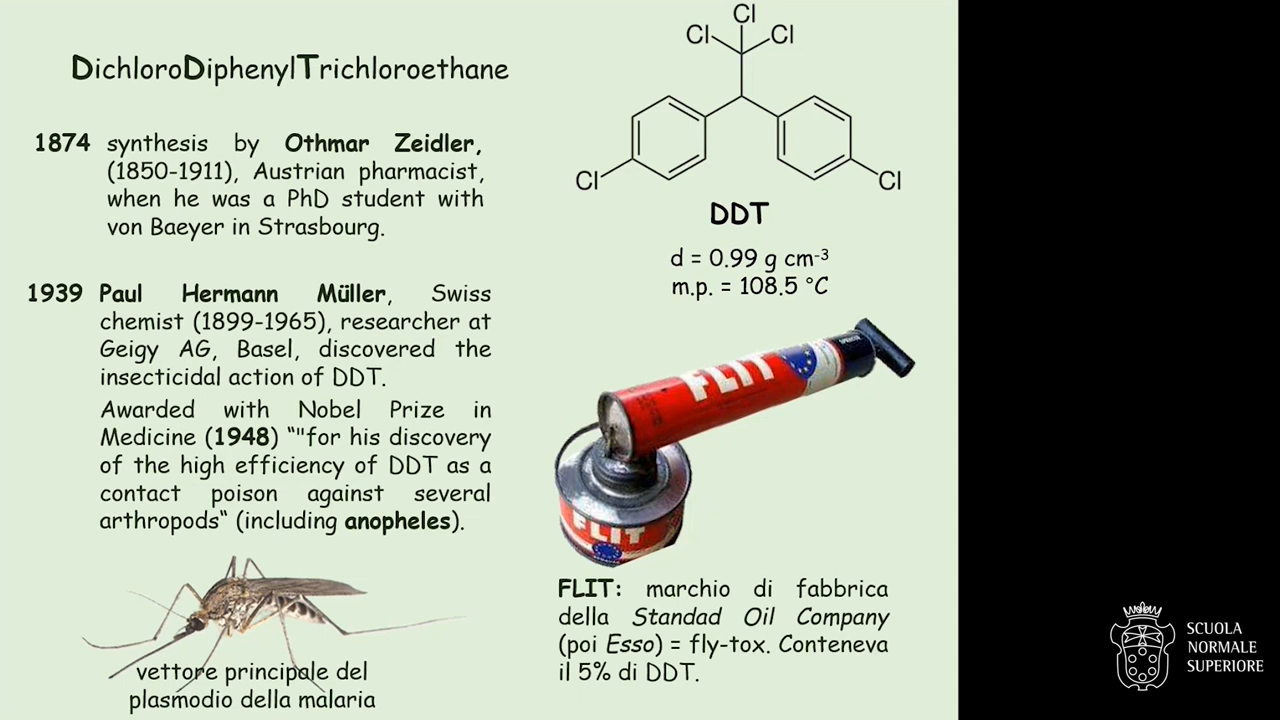 DichloroDiphenylTrichloroethane
1874 synthesis by Othmar Zeidler,
(1850-1911), Austrian pharmacist,
when he was a PhD student with
von Baeyer in Strasbourg.
1939 Paul Hermann Müller, Swiss
chemist (1899-1965), researcher at
Geigy AG, Basel, discovered the
insecticidal action of DDT.
Awarded with Nobel Prize in
Medicine (1948) “"for his discovery
of the high efficiency of DDT as a
contact poison against several
arthropods“ (including anopheles).
vettore principale del
plasmodio della malaria
Cl
Cl Cl
Cl Cl
DDT
d = 0.99 g cm-3
m.p. = 108.5 °C
FLIT
FLIT
FLIT: marchio di fabbrica
della Standad Oil Company
(poi Esso) = fly-tox. Conteneva
il 5% di DDT.
SCUOLA
NORMALE
SUPERIORE